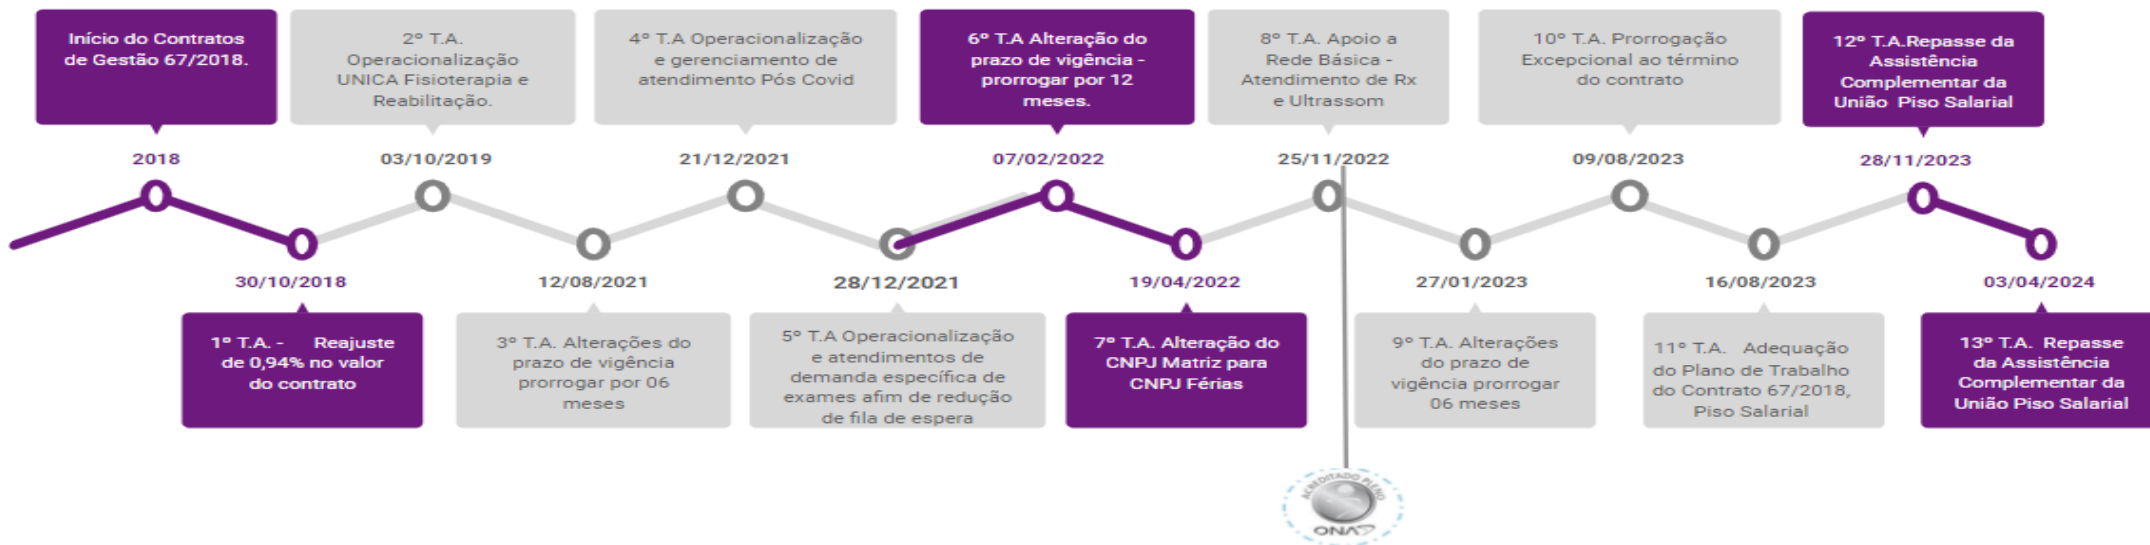 Início do Contratos
de Gestão 67/2018.
2º T.A.
Operacionalização
UNICA Fisioterapia e
Reabilitação.
4º T.A Operacionalização
e gerenciamento de
atendimento Pós Covid
6º T.A Alteração do
prazo de vigência -
prorrogar por 12
meses.
8º T.A. Apoio a
Rede Básica -
Atendimento de Rx
e Ultrassom
10º T.A. Prorrogação
Excepcional ao término
do contrato
12º T.A.Repasse da
Assistência
Complementar da
União Piso Salarial
2018
03/10/2019
21/12/2021
07/02/2022
25/11/2022
09/08/2023
28/11/2023
30/10/2018
12/08/2021
28/12/2021
19/04/2022
27/01/2023
16/08/2023
03/04/2024
1º T.A. - Reajuste
de 0,94% no valor
do contrato
3º T.A. Alterações do
prazo de vigência
prorrogar por 06
meses
5º T.A Operacionalização
e atendimentos de
demanda específica de
exames afim de redução
de fila de espera
7º T.A. Alteração do
CNPJ Matriz para
CNPJ Férias
9º T.A. Alterações
do prazo de
vigência prorrogar
06 meses
11º T.A. Adequação
do Plano de Trabalho
do Contrato 67/2018,
Piso Salarial
13º T.A. Repasse
da Assistência
Complementar da
União Piso Salarial
ACREDITADO PLENO
ONA